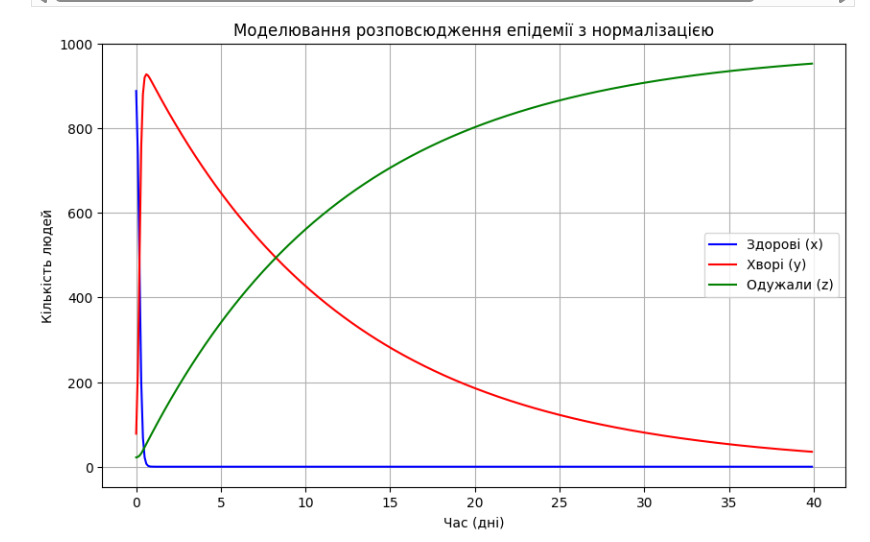 Моделювання розповсюдження епідемії з нормалізацією
1000
800
600
400
200
0
Кількість людей
Здорові (x)
Хворі (y)
Одужали (z)
0 5 10 15 20 25 30 35 40
Час (дні)